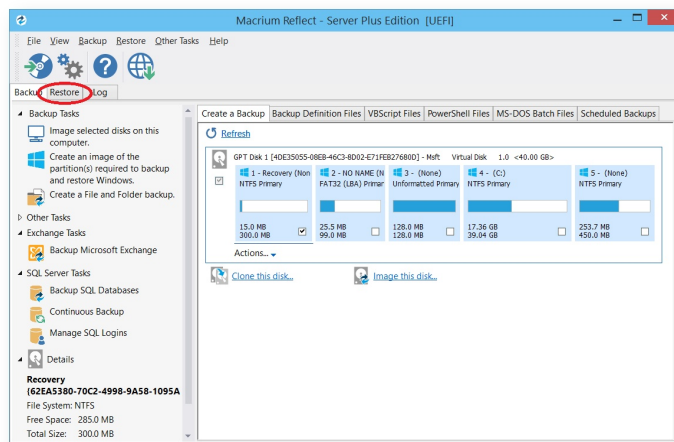 Macrium Reflect - Server Plus Edition [UEFI]
File View Backup Restore Other Tasks Help
Backup Restore Log
Backup Tasks
Image selected disks on this
computer.
Create an image of the
partition(s) required to backup
and restore Windows.
Create a File and Folder backup.
Other Tasks
Exchange Tasks
Backup Microsoft Exchange
SQL Server Tasks
Backup SQL Databases
Continuous Backup
Manage SQL Logins
Details
Recovery
(62EA5380-70C2-4998-9A58-1095A
File System: NTFS
Free Space: 285.0 MB
Total Size: 300.0 MB
Create a Backup Backup Definition Files VBScript Files PowerShell Files MS-DOS Batch Files Scheduled Backups
Refresh
GPT Disk 1 [4DE35055-08EB-46C3-8D02-E71FEB27680D] - Msft Virtual Disk 1.0 <40.00 GB>
1 - Recovery (Non
NTFS Primary
15.0 MB
300.0 MB
2 - NO NAME (N
FAT32 (LBA) Primar
25.5 MB
99.0 MB
3 - (None)
Unformatted Primary
128.0 MB
128.0 MB
4 - (C:)
NTFS Primary
17.36 GB
39.04 GB
5 - (None)
NTFS Primary
253.7 MB
450.0 MB
Actions...
Clone this disk...
Image this disk...